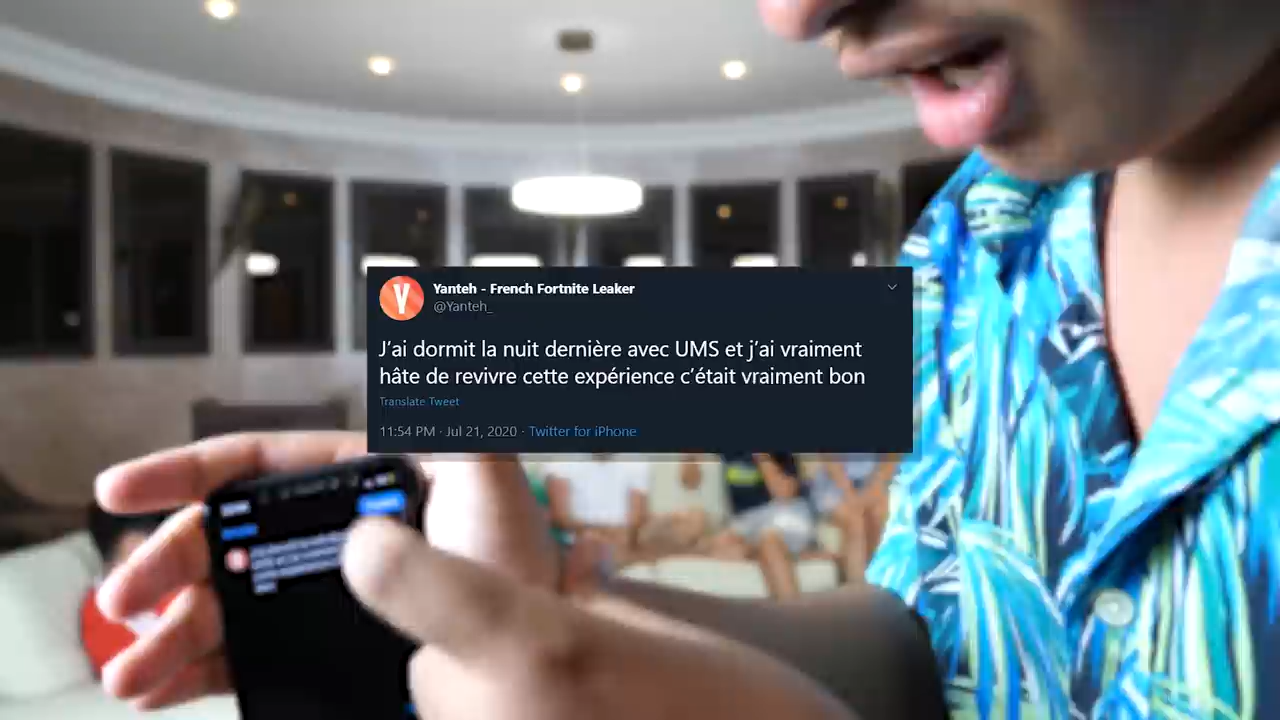 Yanteh - French Fortnite Leaker
@Yanteh_
J’ai dormit la nuit dernière avec UMS et j’ai vraiment
hâte de revivre cette expérience c’était vraiment bon
Translate Tweet
11:54 PM · Jul 21, 2020 · Twitter for iPhone